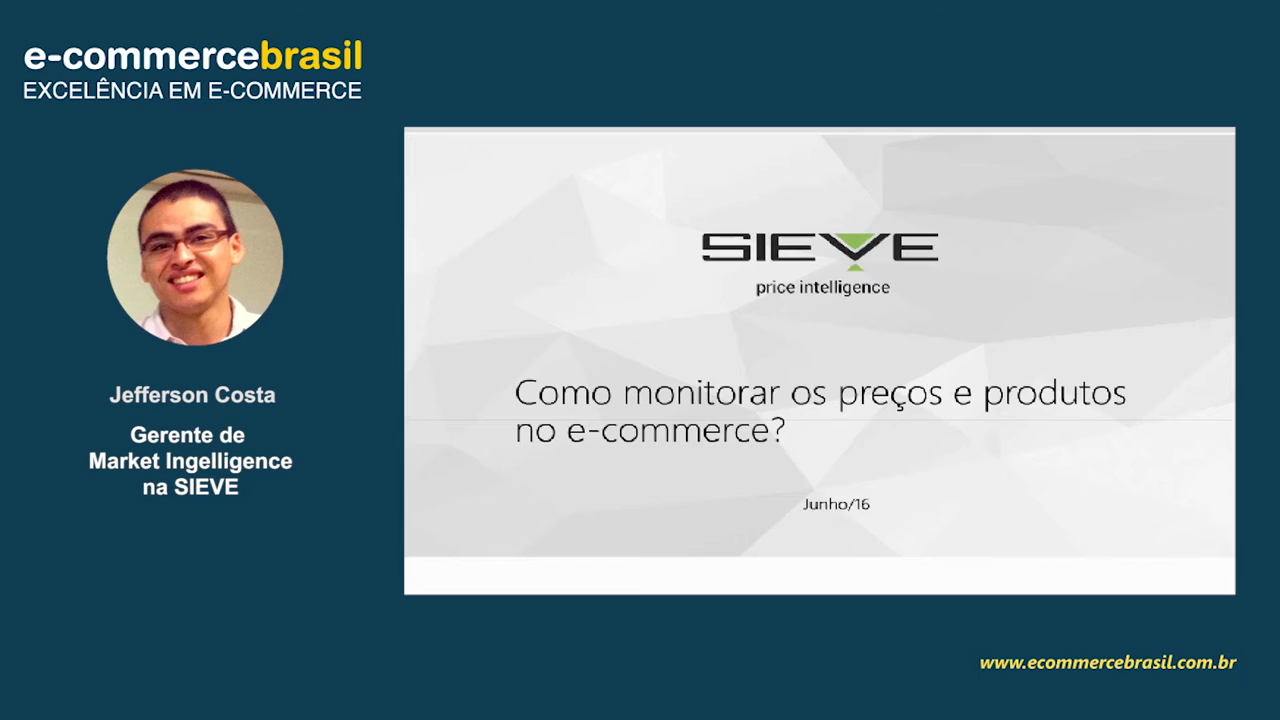 e-commercebrasil
EXCELÊNCIA EM E-COMMERCE
Jefferson Costa
Gerente de
Market Ingelligence
na SIEVE
SIEVE
price intelligence
Como monitorar os preços e produtos
no e-commerce?
Junho/16
www.ecommercebrasil.com.br